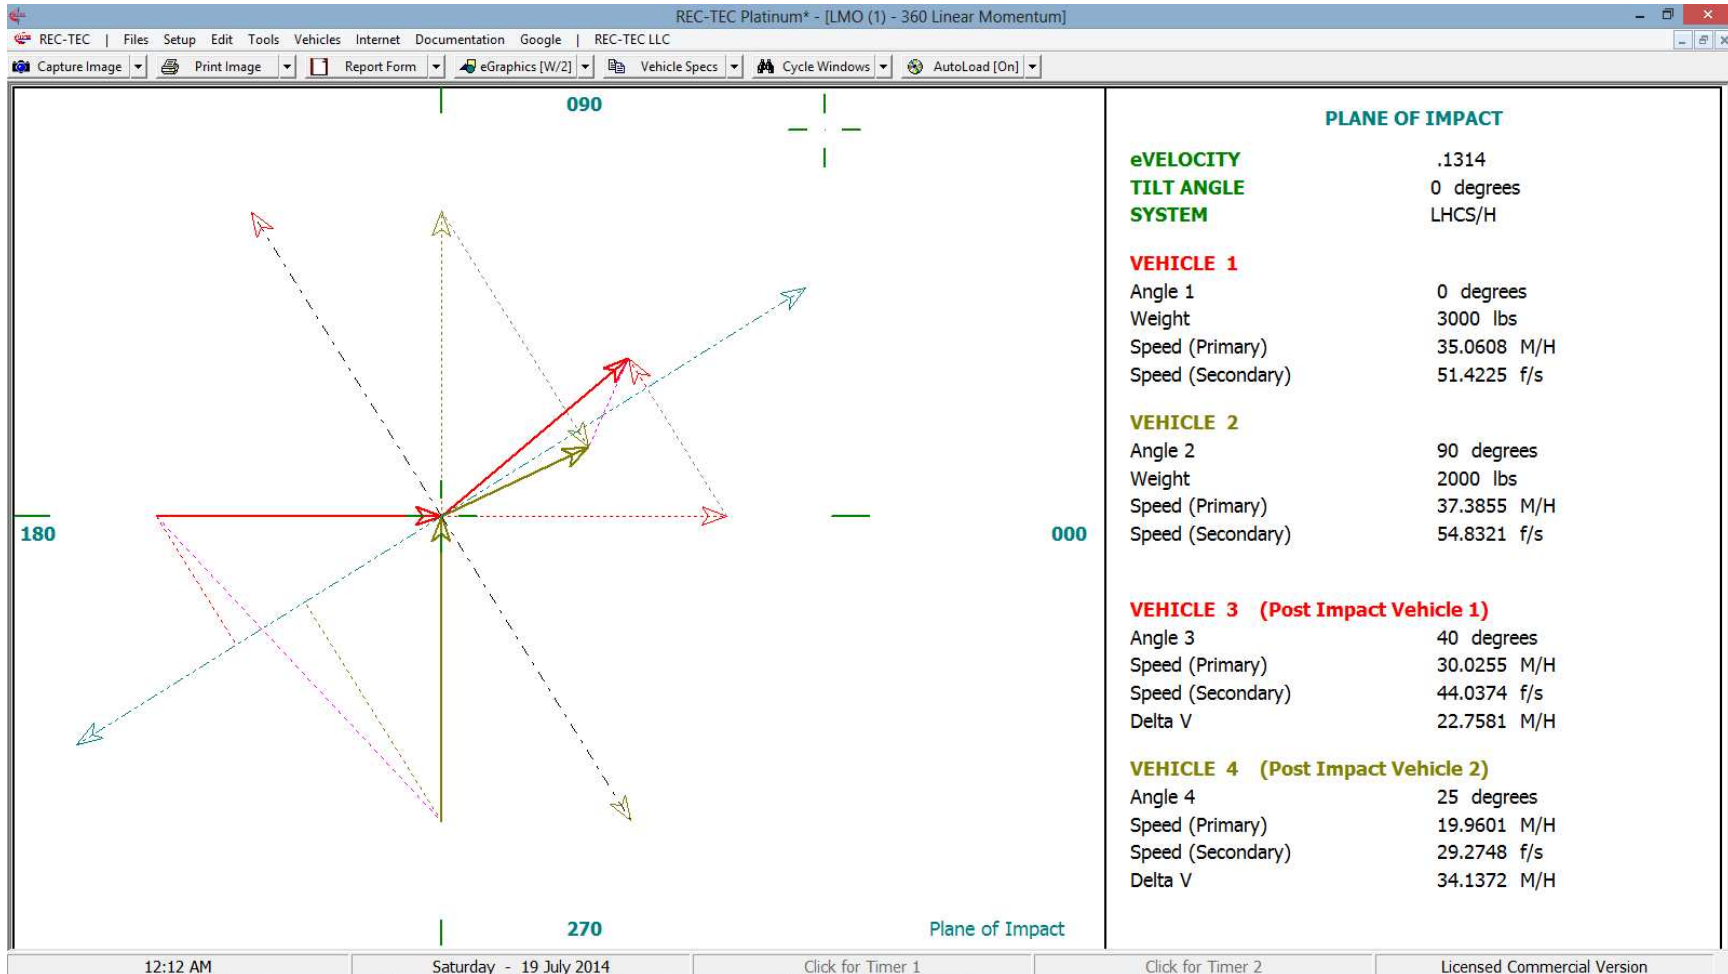 REC-TEC Platinum* - [LMO (1) - 360 Linear Momentum]
REC-TEC | Files Setup Edit Tools Vehicles Internet Documentation Google | REC-TEC LLC
Capture Image Print Image Report Form eGraphics [W/2] Vehicle Specs Cycle Windows AutoLoad [On]
090
180
000
270
Plane of Impact
PLANE OF IMPACT
eVELOCITY .1314
TILT ANGLE 0 degrees
SYSTEM LHCS/H
VEHICLE 1
Angle 1 0 degrees
Weight 3000 lbs
Speed (Primary) 35.0608 M/H
Speed (Secondary) 51.4225 f/s
VEHICLE 2
Angle 2 90 degrees
Weight 2000 lbs
Speed (Primary) 37.3855 M/H
Speed (Secondary) 54.8321 f/s
VEHICLE 3 (Post Impact Vehicle 1)
Angle 3 40 degrees
Speed (Primary) 30.0255 M/H
Speed (Secondary) 44.0374 f/s
Delta V 22.7581 M/H
VEHICLE 4 (Post Impact Vehicle 2)
Angle 4 25 degrees
Speed (Primary) 19.9601 M/H
Speed (Secondary) 29.2748 f/s
Delta V 34.1372 M/H
12:12 AM Saturday - 19 July 2014 Click for Timer 1 Click for Timer 2 Licensed Commercial Version